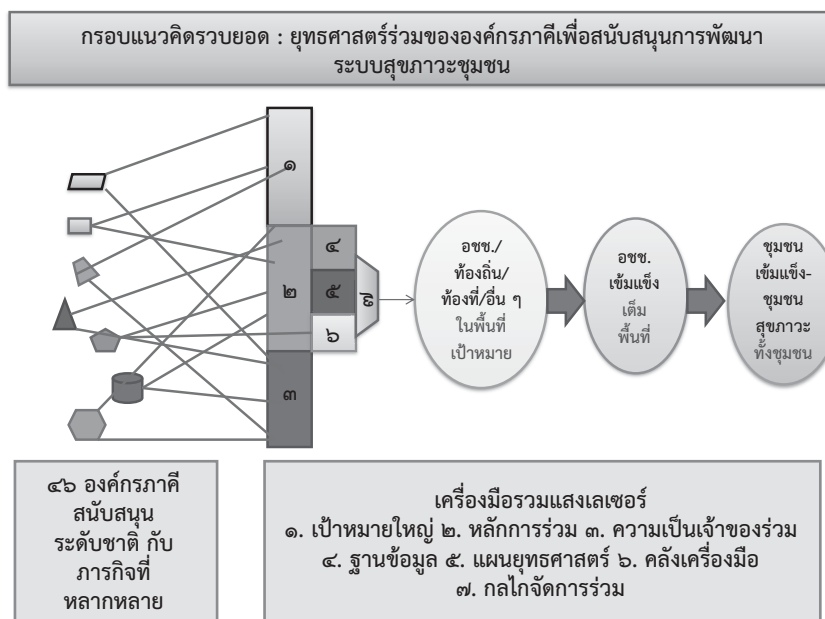 กรอบแนวคิดรวบยอด : ยุทธศาสตร์ร่วมขององค์กรภาคีเพื่อสนับสนุนการพัฒนา
ระบบสุขภาวะชุมชน
๑
๒
๓
๔
๕
๖
๗
อชช./
ท้องถิ่น/
ท้องที่/อื่น ๆ
ในพื้นที่
เป้าหมาย
อชช.
เข้มแข็ง
เต็ม
พื้นที่
ชุมชน
เข้มแข็ง-
ชุมชน
สุขภาวะ
ทั้งชุมชน
๔๖ องค์กรภาคี
สนับสนุน
ระดับชาติ กับ
ภารกิจที่
หลากหลาย
เครื่องมือรวมแสงเลเซอร์
๑. เป้าหมายใหญ่ ๒. หลักการร่วม ๓. ความเป็นเจ้าของร่วม
๔. ฐานข้อมูล ๕. แผนยุทธศาสตร์ ๖. คลังเครื่องมือ
๗. กลไกจัดการร่วม